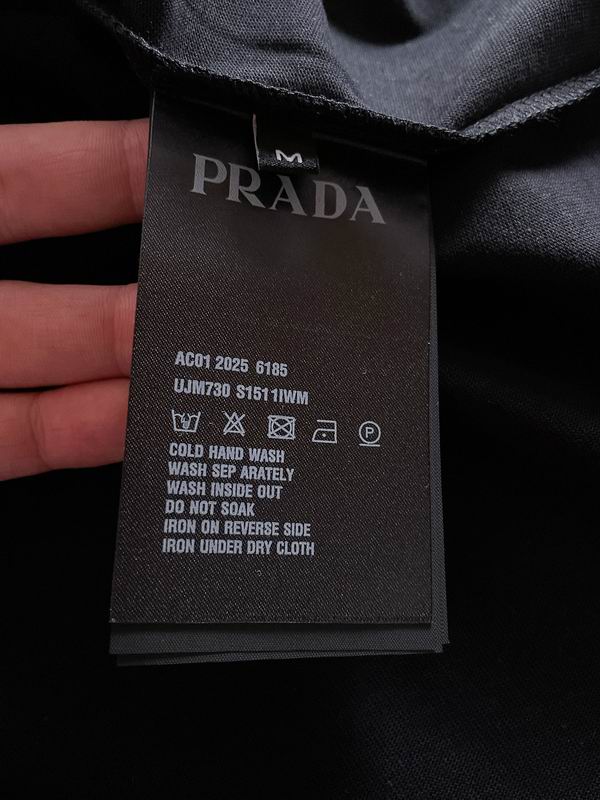 M
PRADA
AC01 2025 6185
UJM730 S1511IWM
P
COLD HAND WASH
WASH SEP ARATELY
WASH INSIDE OUT
DO NOT SOAK
IRON ON REVERSE SIDE
IRON UNDER DRY CLOTH